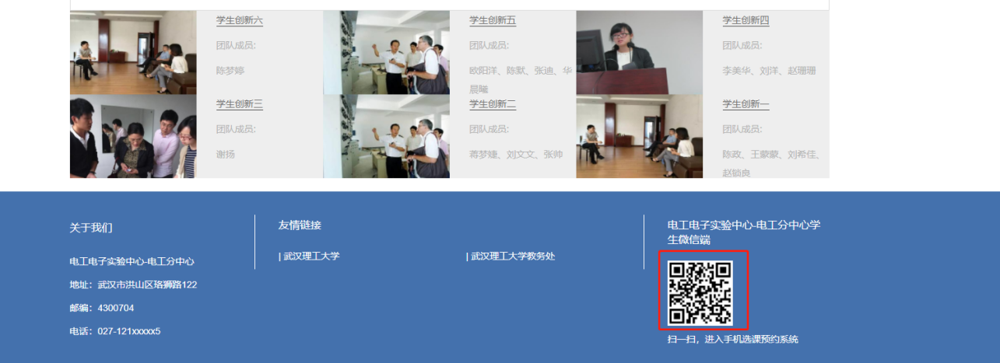 学生创新六
团队成员:
陈梦婷
学生创新五
团队成员:
欧阳洋、陈默、张迪、华
晨曦
学生创新四
团队成员:
李美华、刘洋、赵珊珊
学生创新三
团队成员:
谢扬
学生创新二
团队成员:
蒋梦婕、刘文文、张帅
学生创新一
团队成员:
陈政、王蒙蒙、刘希佳、
赵锁良
关于我们
电工电子实验中心-电工分中心
地址：武汉市洪山区珞狮路122
邮编：4300704
电话：027-121xxxxx5
友情链接
| 武汉理工大学
| 武汉理工大学教务处
电工电子实验中心-电工分中心学
生微信端
扫一扫，进入手机选课预约系统